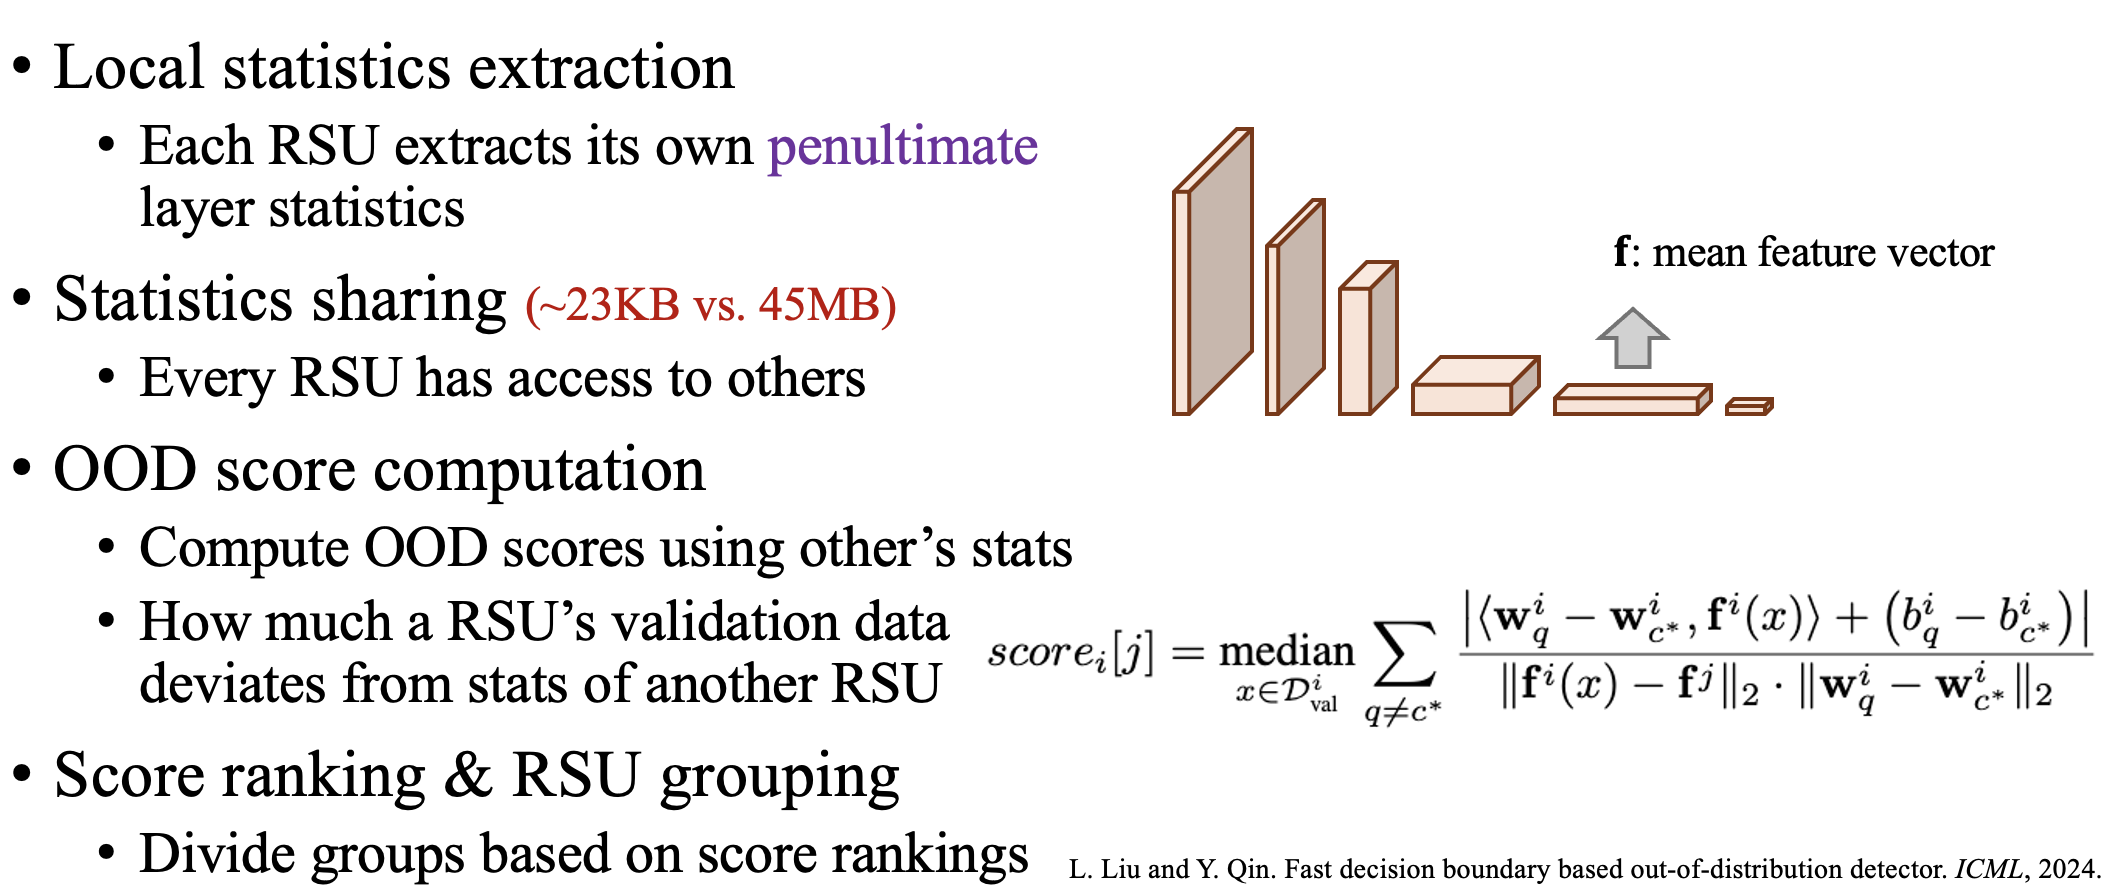 • Local statistics extraction
• Each RSU extracts its own penultimate
layer statistics
• Statistics sharing (~23KB vs. 45MB)
• Every RSU has access to others
• OOD score computation
• Compute OOD scores using other’s stats
• How much a RSU’s validation data
deviates from stats of another RSU
• Score ranking & RSU grouping
• Divide groups based on score rankings
f: mean feature vector
$score_i[j] = \underset{x \in \mathcal{D}^i_{\text{val}}}{\text{median}} \sum_{q \neq c^*} \frac{|\langle \mathbf{w}^i_q - \mathbf{w}^i_{c^*}, \mathbf{f}^i(x) \rangle + (b^i_q - b^i_{c^*})|}{\|\mathbf{f}^i(x) - \mathbf{f}^j\|_2 \cdot \|\mathbf{w}^i_q - \mathbf{w}^i_{c^*}\|_2}$
L. Liu and Y. Qin. Fast decision boundary based out-of-distribution detector. ICML, 2024.